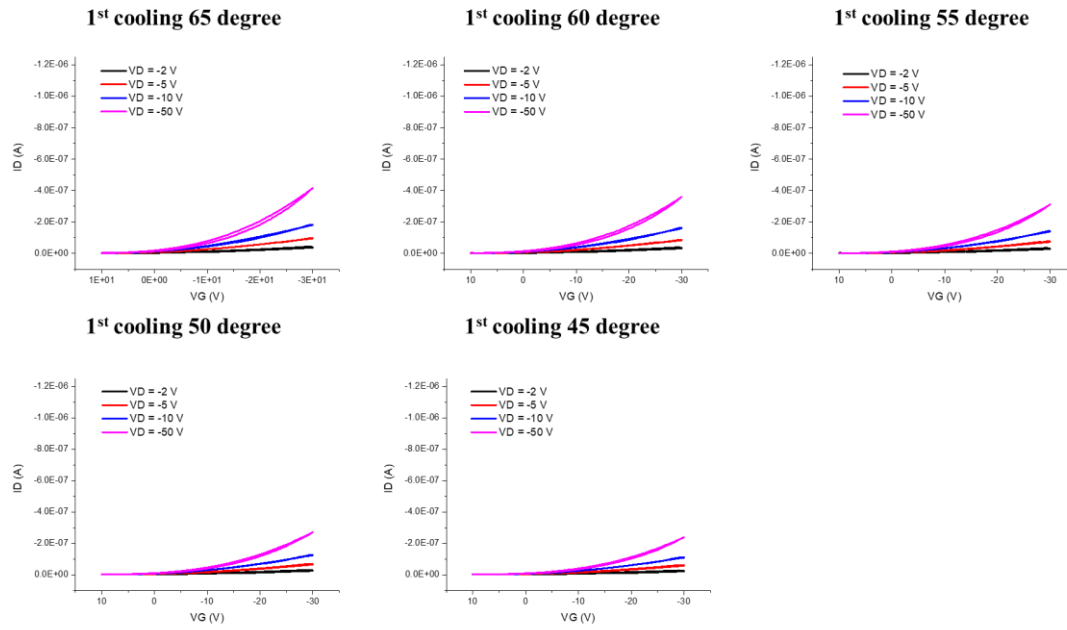 1st cooling 65 degree
-1.2E-06
-1.0E-06
-8.0E-07
-6.0E-07
-4.0E-07
-2.0E-07
0.0E+00
ID (A)
VD = -2 V
VD = -5 V
VD = -10 V
VD = -50 V
1E+01
0E+00
-1E+01
-2E+01
-3E+01
VG (V)
1st cooling 60 degree
-1.2E-06
-1.0E-06
-8.0E-07
-6.0E-07
-4.0E-07
-2.0E-07
0.0E+00
ID (A)
VD = -2 V
VD = -5 V
VD = -10 V
VD = -50 V
10
0
-10
-20
-30
VG (V)
1st cooling 55 degree
-1.2E-06
-1.0E-06
-8.0E-07
-6.0E-07
-4.0E-07
-2.0E-07
0.0E+00
ID (A)
VD = -2 V
VD = -5 V
VD = -10 V
VD = -50 V
10
0
-10
-20
-30
VG (V)
1st cooling 50 degree
-1.2E-06
-1.0E-06
-8.0E-07
-6.0E-07
-4.0E-07
-2.0E-07
0.0E+00
ID (A)
VD = -2 V
VD = -5 V
VD = -10 V
VD = -50 V
10
0
-10
-20
-30
VG (V)
1st cooling 45 degree
-1.2E-06
-1.0E-06
-8.0E-07
-6.0E-07
-4.0E-07
-2.0E-07
0.0E+00
ID (A)
VD = -2 V
VD = -5 V
VD = -10 V
VD = -50 V
10
0
-10
-20
-30
VG (V)